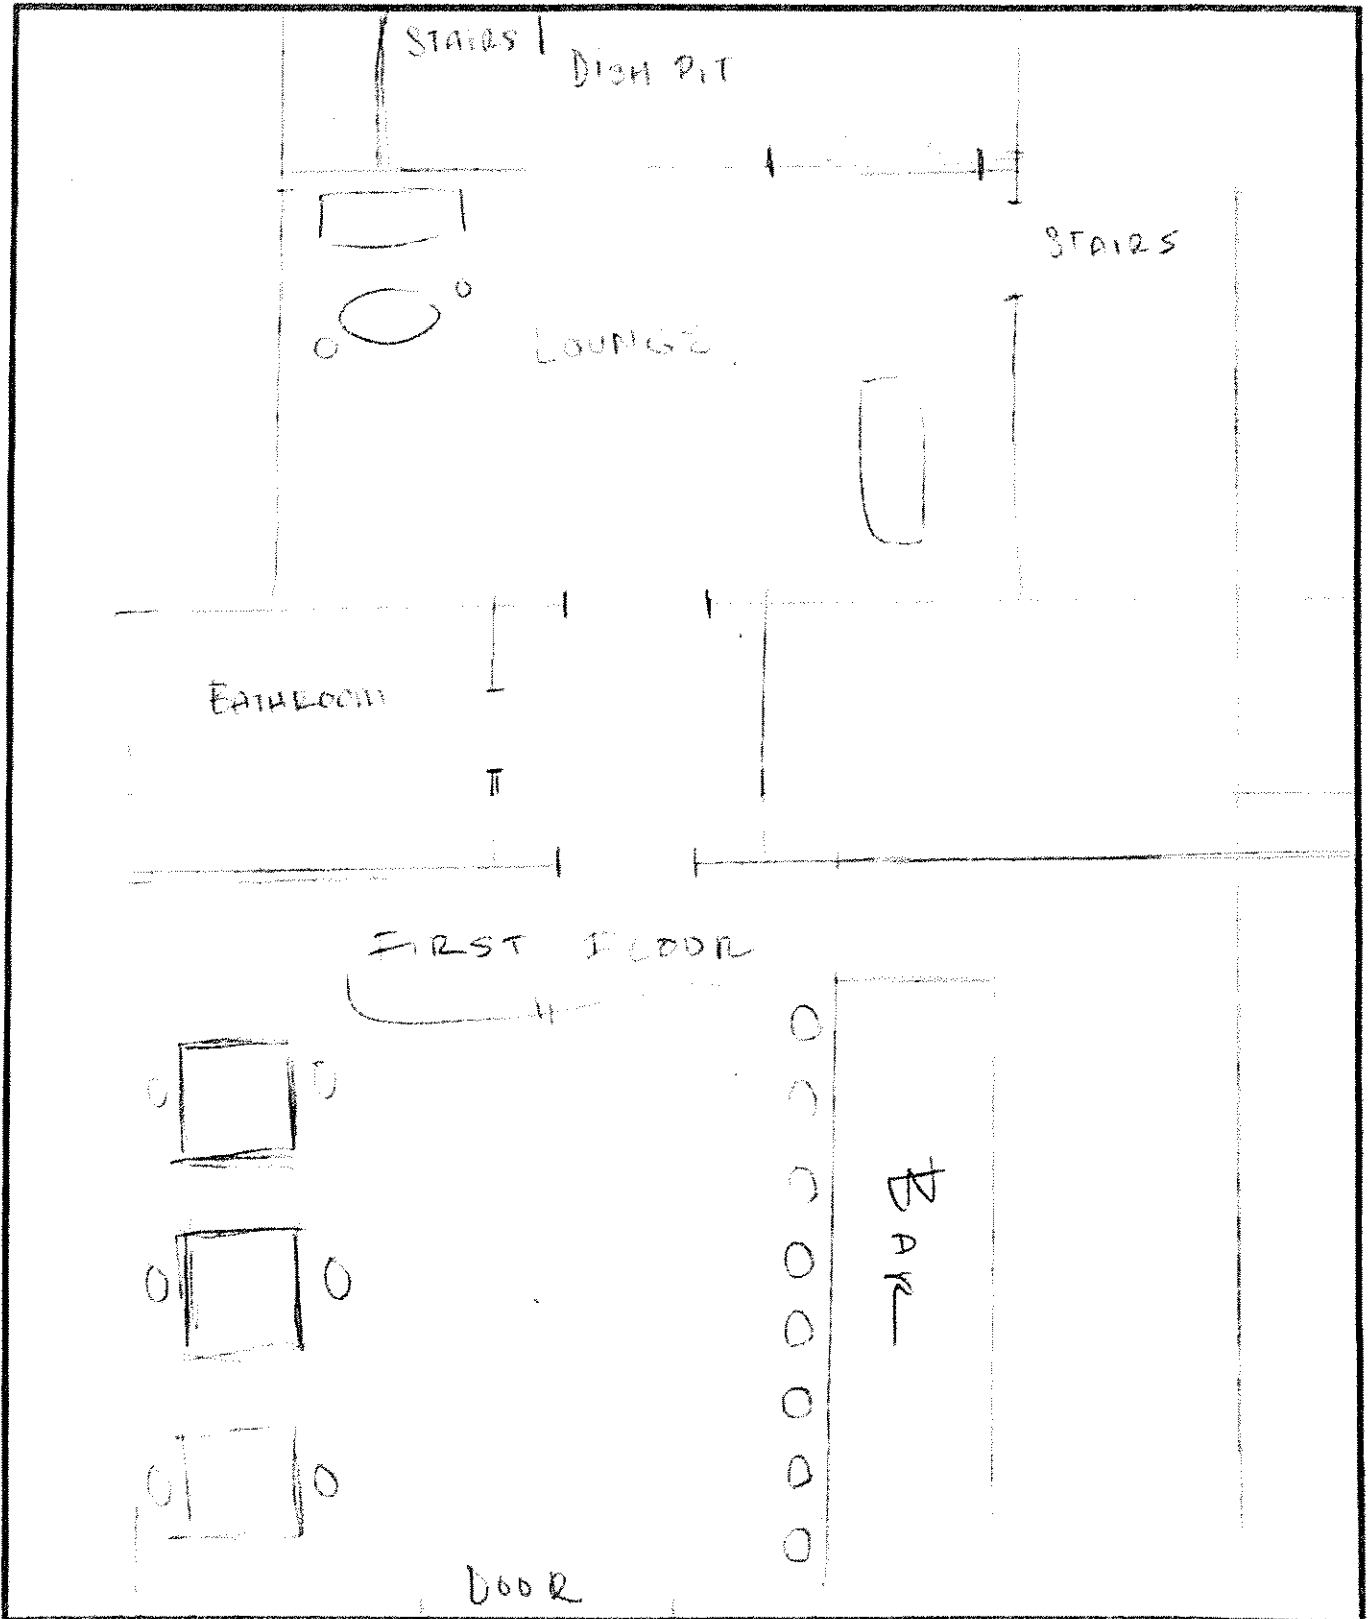 STAIRS
DISH PIT
STAIRS
LOUNGE
BATHROOM
FIRST FLOOR
BAR
DOOR